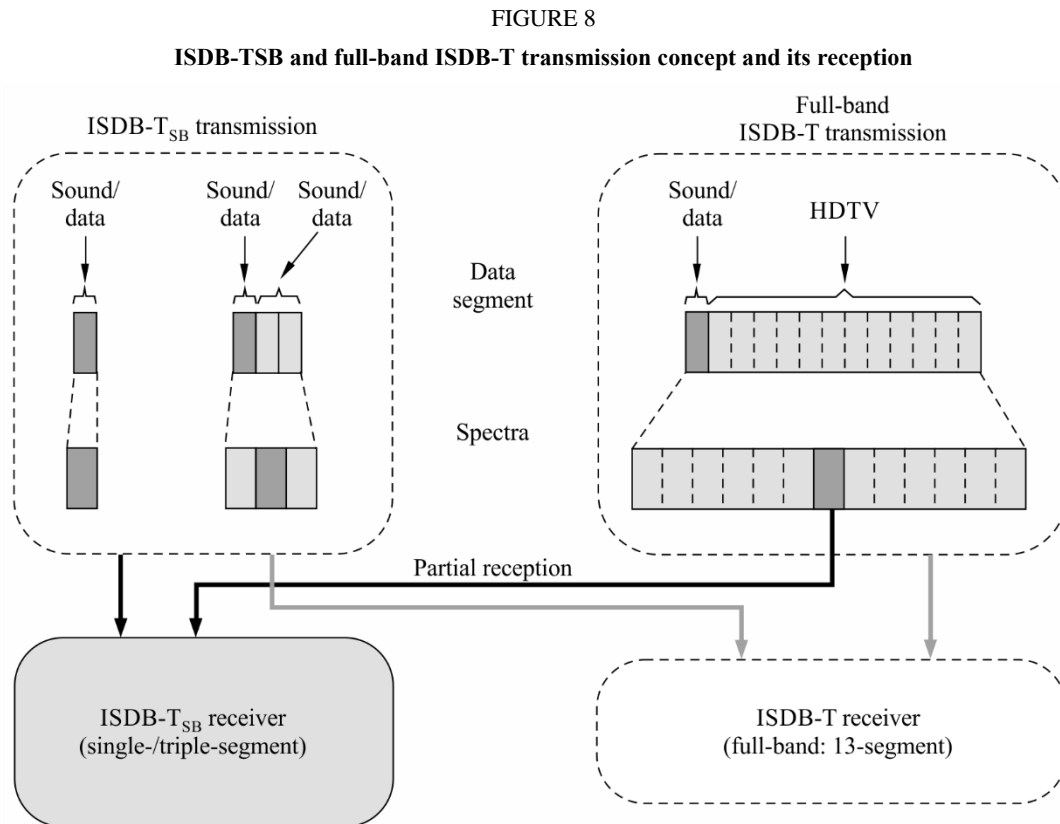 FIGURE 8
ISDB-TSB and full-band ISDB-T transmission concept and its reception
ISDB-TSB transmission
Full-band
ISDB-T transmission
Sound/
data
Sound/
data
Sound/
data
Sound/
data
HDTV
Data
segment
Spectra
Partial reception
ISDB-TSB receiver
(single-/triple-segment)
ISDB-T receiver
(full-band: 13-segment)